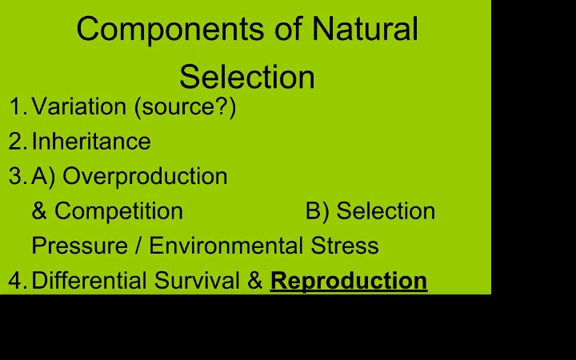 Components of Natural
Selection
1. Variation (source?)
2. Inheritance
3. A) Overproduction
& Competition B) Selection
Pressure / Environmental Stress
4. Differential Survival & Reproduction